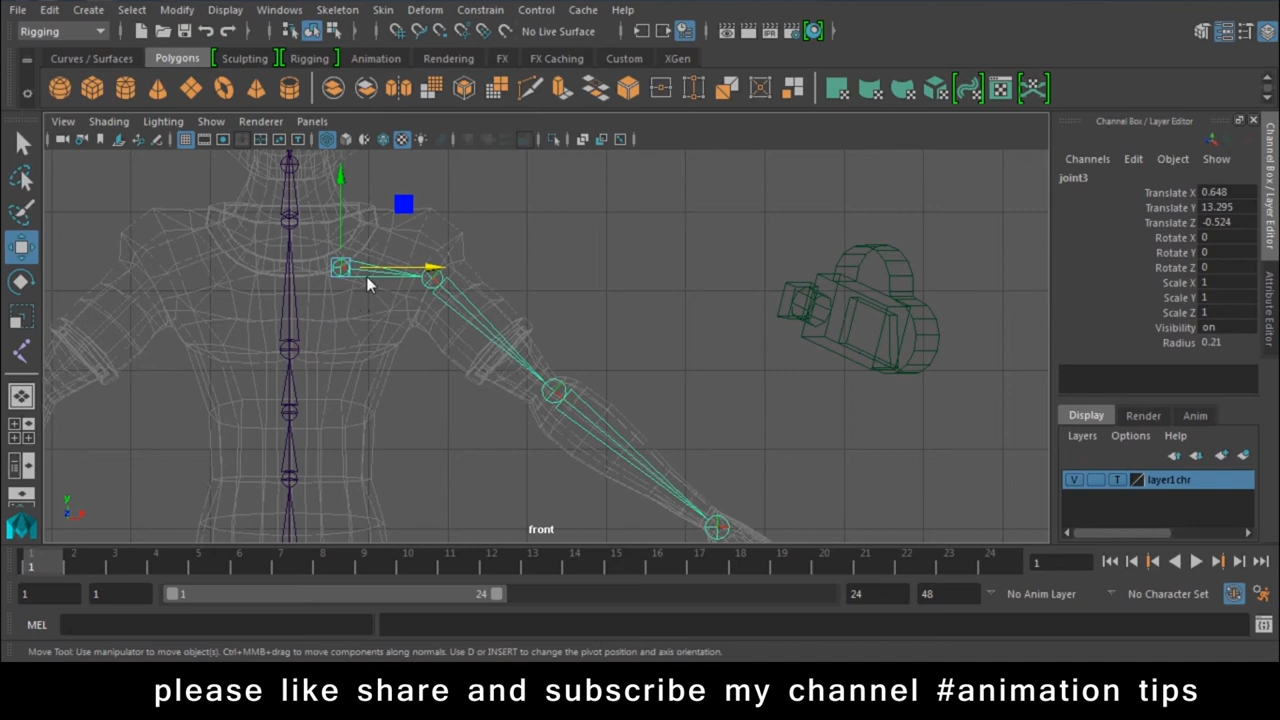 File Edit Create Select Modify Display Windows Skeleton Skin Deform Constrain Control Cache Help
Rigging No Live Surface
Curves / Surfaces Polygons Sculpting Rigging Animation Rendering FX FX Caching Custom XGen
View Shading Lighting Show Renderer Panels
Channel Box / Layer Editor
Channels Edit Object Show
joint3
Translate X 0.648
Translate Y 13.295
Translate Z -0.524
Rotate X 0
Rotate Y 0
Rotate Z 0
Scale X 1
Scale Y 1
Scale Z 1
Visibility on
Radius 0.21
Channel Box / Layer Editor
Attribute Editor
Display Render Anim
Layers Options Help
V T layer1chr
y
x
z
front
1 2 3 4 5 6 7 8 9 10 11 12 13 14 15 16 17 18 19 20 21 22 23 24
1 1
1 1 1 24 24 48 No Anim Layer No Character Set
MEL
Move Tool: Use manipulator to move object(s). Ctrl+MMB+drag to move components along normals. Use D or INSERT to change the pivot position and axis orientation.
please like share and subscribe my channel #animation tips